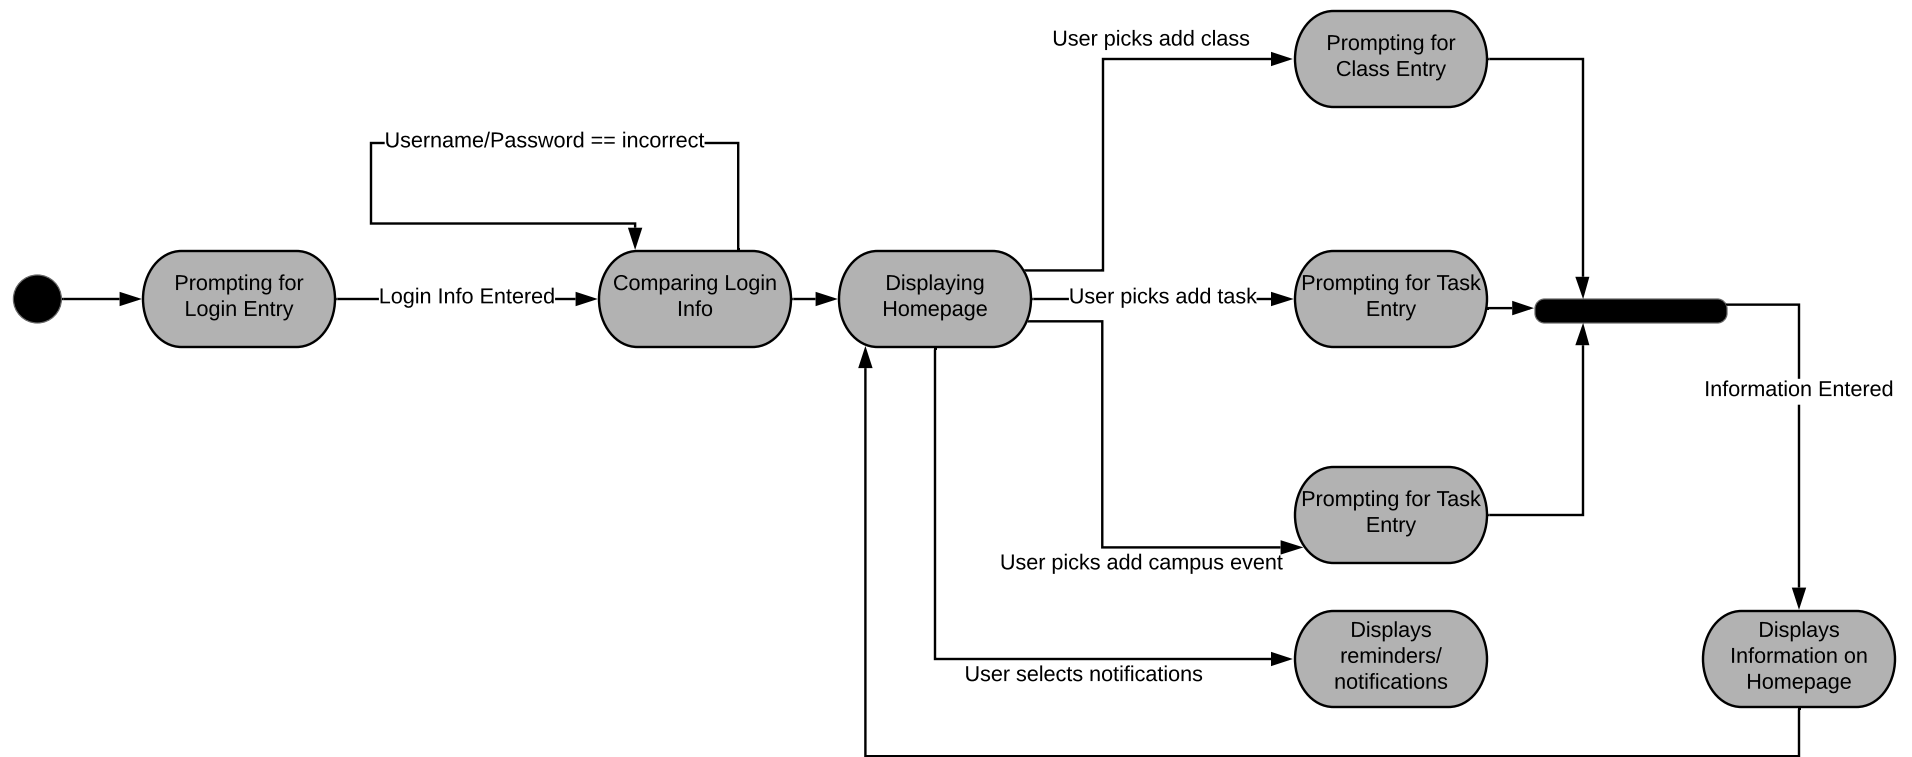 User picks add class
Prompting for
Class Entry
Username/Password == incorrect
Prompting for
Login Entry
Login Info Entered
Comparing Login
Info
Displaying
Homepage
User picks add task
Prompting for Task
Entry
Information Entered
Prompting for Task
Entry
User picks add campus event
Displays
reminders/
notifications
User selects notifications
Displays
Information on
Homepage